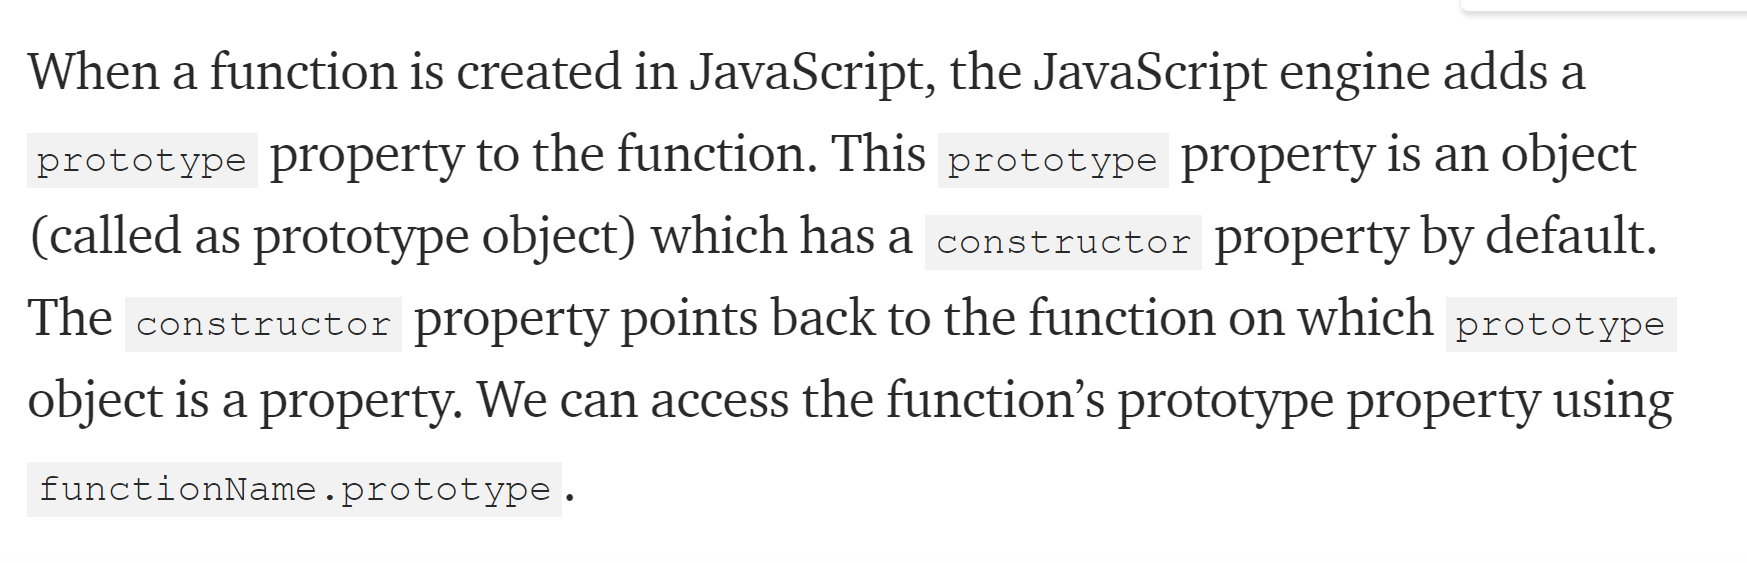 When a function is created in JavaScript, the JavaScript engine adds a
prototype property to the function. This prototype property is an object
(called as prototype object) which has a constructor property by default.
The constructor property points back to the function on which prototype
object is a property. We can access the function’s prototype property using
functionName.prototype.